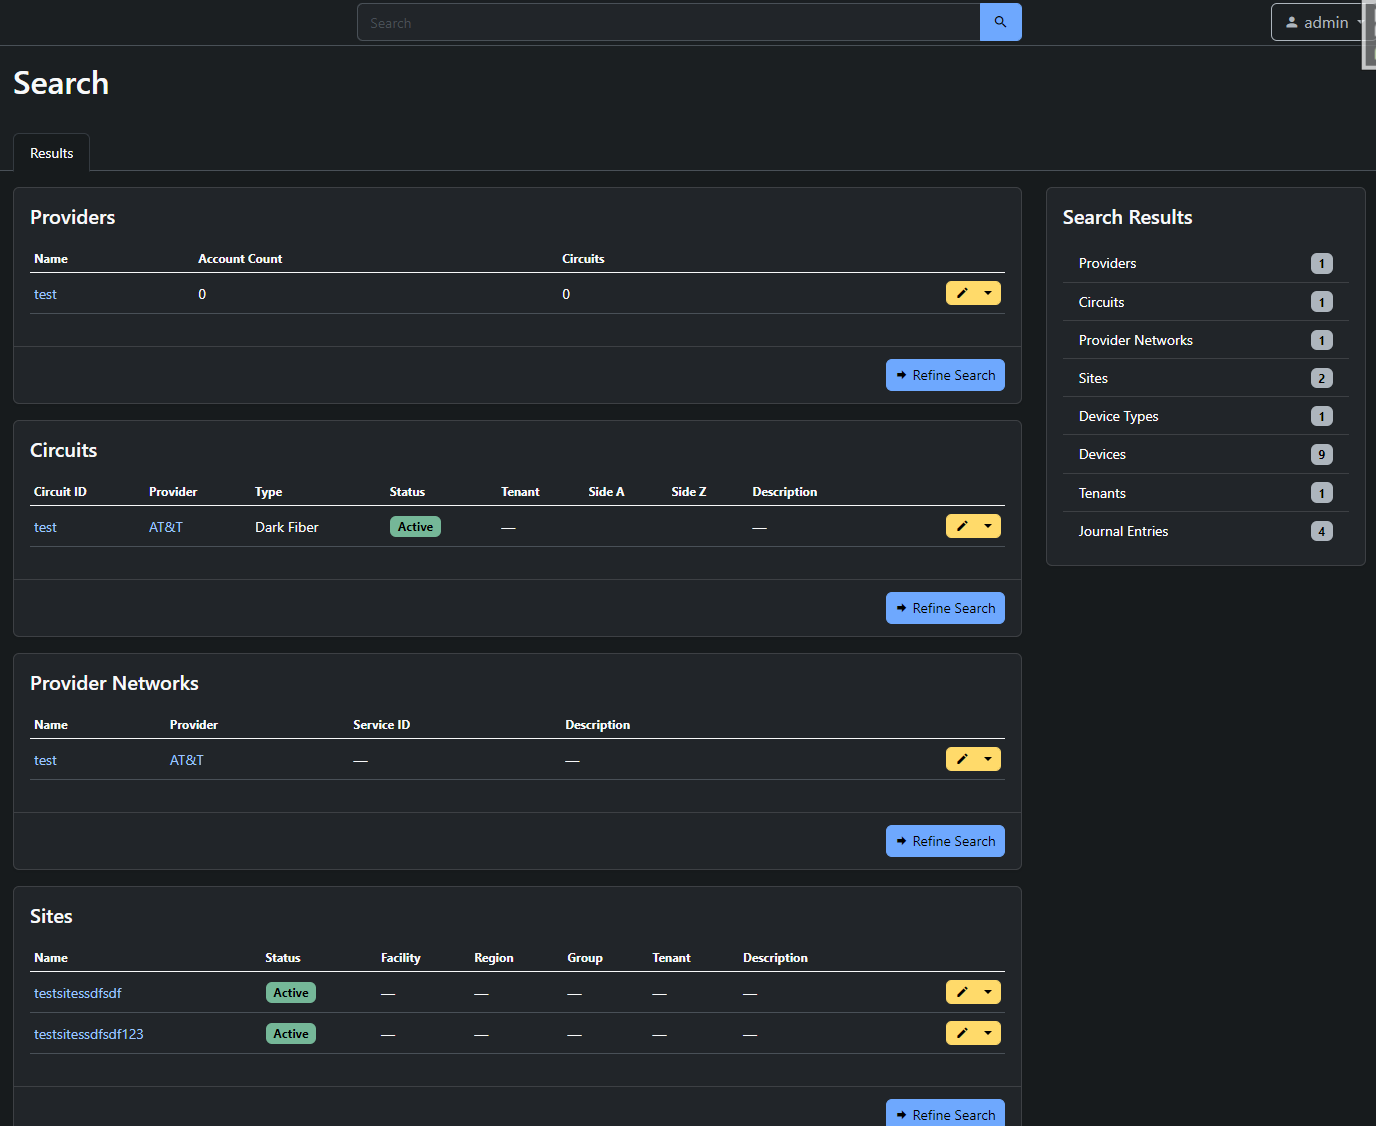 Search
admin
Search
Results
Providers
Name Account Count Circuits
test 0 0
Refine Search
Circuits
Circuit ID Provider Type Status Tenant Side A Side Z Description
test AT&T Dark Fiber Active — —
Refine Search
Provider Networks
Name Provider Service ID Description
test AT&T — —
Refine Search
Sites
Name Status Facility Region Group Tenant Description
testsitessdfsdf Active — — — — —
testsitessdfsdf123 Active — — — — —
Refine Search
Search Results
Providers 1
Circuits 1
Provider Networks 1
Sites 2
Device Types 1
Devices 9
Tenants 1
Journal Entries 4